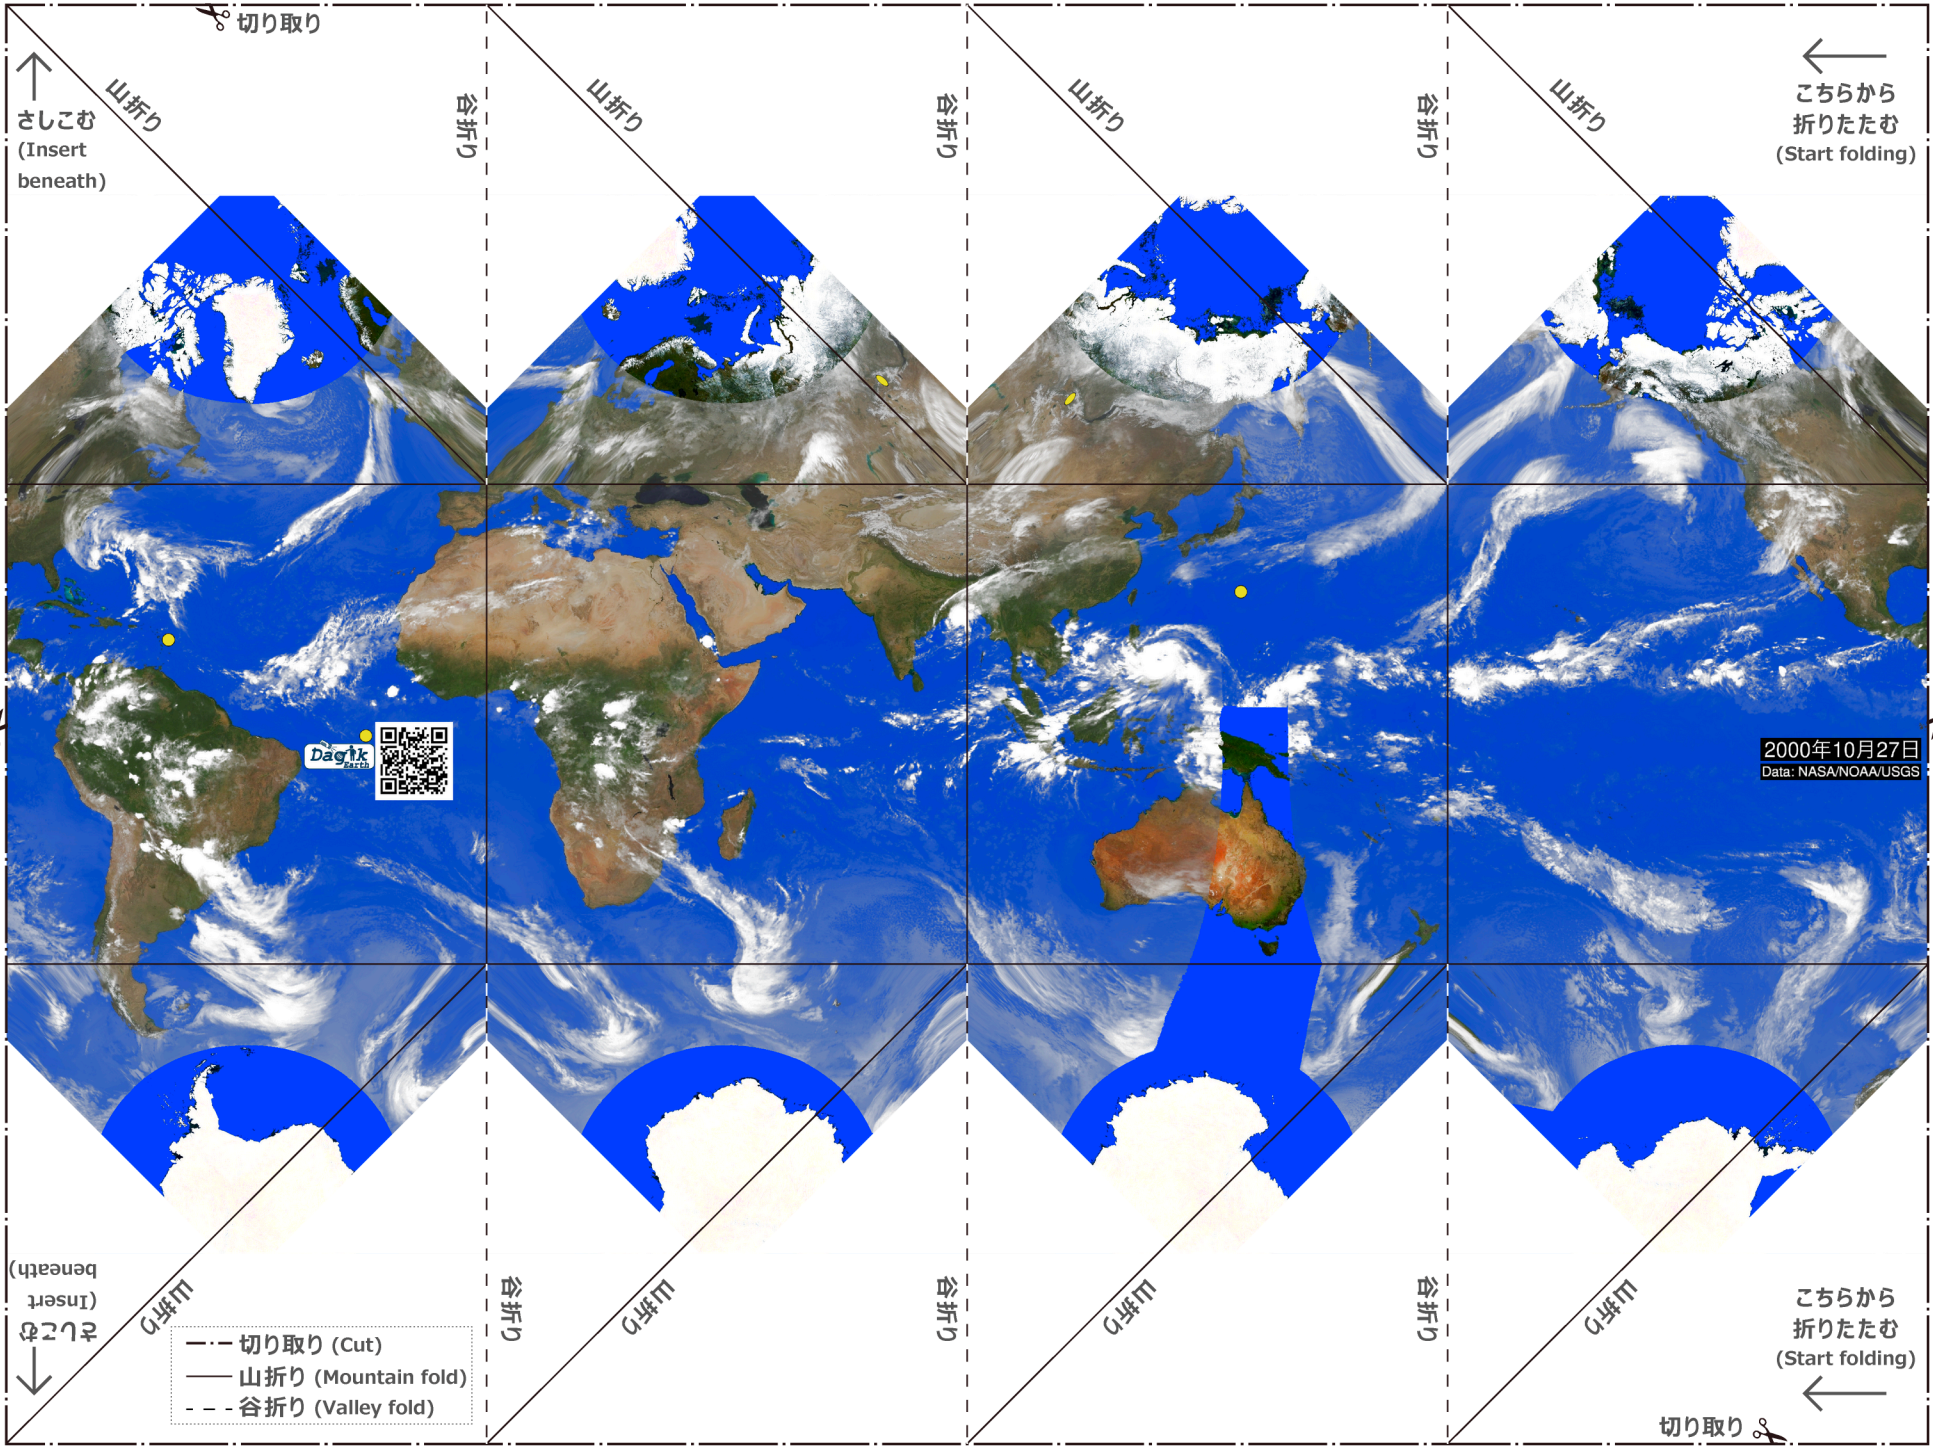 切り取り
山折り
谷折り
山折り
谷折り
山折り
谷折り
山折り
さしこむ
(Insert
beneath)
こちらから
折りたたむ
(Start folding)
Dagik
Earth
2000年10月27日
Data: NASA/NOAA/USGS
さしこむ
(Insert
beneath)
山折り
谷折り
山折り
谷折り
山折り
谷折り
山折り
切り取り (Cut)
山折り (Mountain fold)
谷折り (Valley fold)
こちらから
折りたたむ
(Start folding)
切り取り